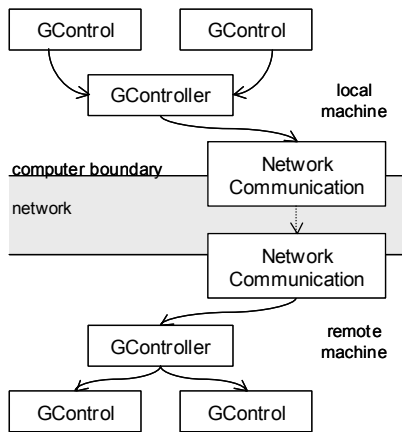 GControl GControl
GController
local
machine
computer boundary
Network
Communication
network
Network
Communication
remote
machine
GController
GControl GControl